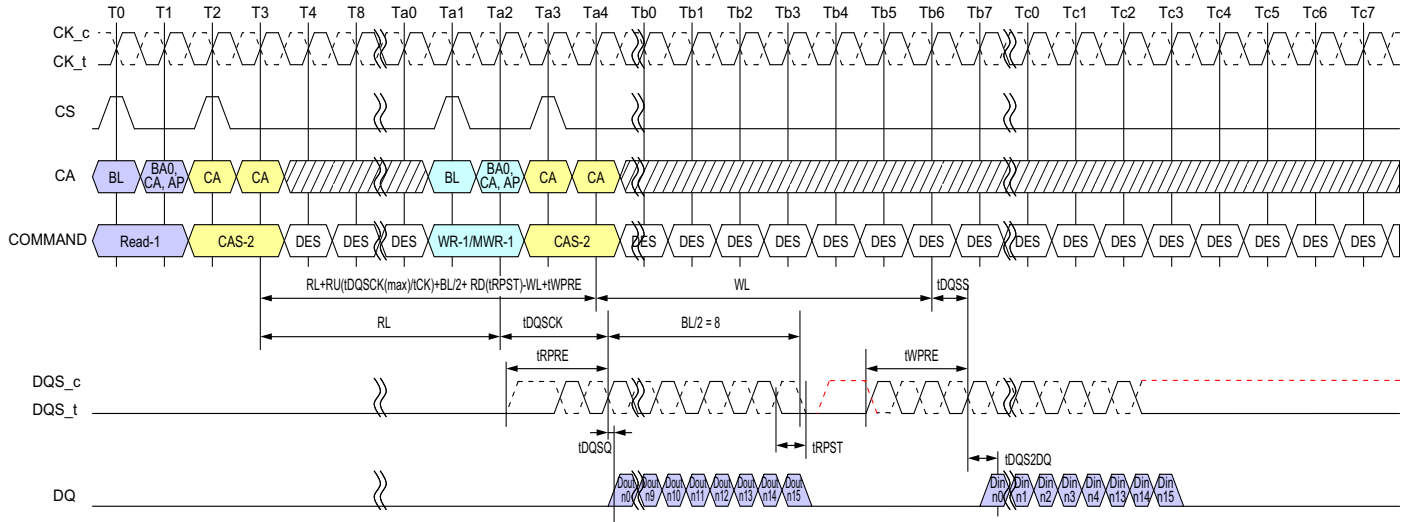 T0 T1 T2 T3 T4 T8 Ta0 Ta1 Ta2 Ta3 Ta4 Tb0 Tb1 Tb2 Tb3 Tb4 Tb5 Tb6 Tb7 Tc0 Tc1 Tc2 Tc3 Tc4 Tc5 Tc6 Tc7
CK_c
CK_t
CS
CA
BL
BA0,
CA, AP
CA
CA
BL
BA0,
CA, AP
CA
CA
COMMAND
Read-1 CAS-2 DES DES DES WR-1/MWR-1 CAS-2 DES DES DES DES DES DES DES DES DES DES DES DES DES DES DES DES
RL+RU(tDQSCK(max)/tCK)+BL/2+ RD(tRPST)-WL+tWPRE
WL
tDQSS
RL
tDQSCK
BL/2 = 8
tRPRE
tWPRE
DQS_c
DQS_t
tDQSQ
tRPST
tDQS2DQ
DQ
Dout
n0
Dout
n9
Dout
n10
Dout
n11
Dout
n12
Dout
n13
Dout
n14
Dout
n15
Din
n0
Din
n1
Din
n2
Din
n3
Din
n4
Din
n13
Din
n14
Din
n15